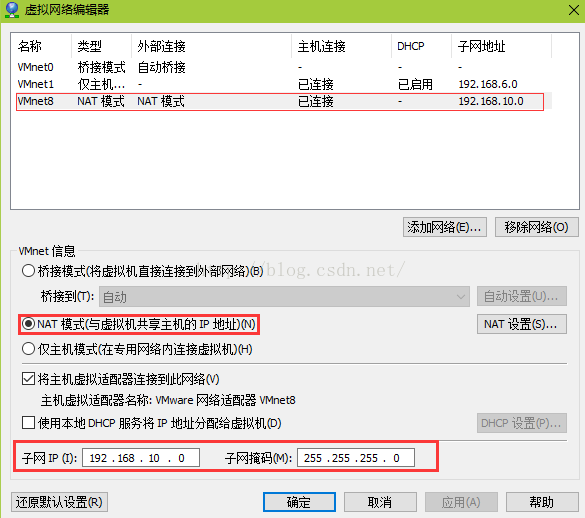 虚拟网络编辑器
名称 类型 外部连接 主机连接 DHCP 子网地址
VMnet0 桥接模式 自动桥接 - - -
VMnet1 仅主机... - 已连接 已启用 192.168.6.0
VMnet8 NAT 模式 NAT 模式 已连接 - 192.168.10.0
添加网络(E)... 移除网络(O)
VMnet 信息
桥接模式(将虚拟机直接连接到外部网络)(B)
//blog.csdn.net/
桥接到(T): 自动 自动设置(U)...
NAT 模式(与虚拟机共享主机的 IP 地址)(N) NAT 设置(S)...
仅主机模式(在专用网络内连接虚拟机)(H)
将主机虚拟适配器连接到此网络(V)
主机虚拟适配器名称: VMware 网络适配器 VMnet8
使用本地 DHCP 服务将 IP 地址分配给虚拟机(D) DHCP 设置(P)...
子网 IP (I): 192 .168 . 10 . 0 子网掩码(M): 255 .255 .255 . 0
还原默认设置(R) 确定 取消 应用(A) 帮助